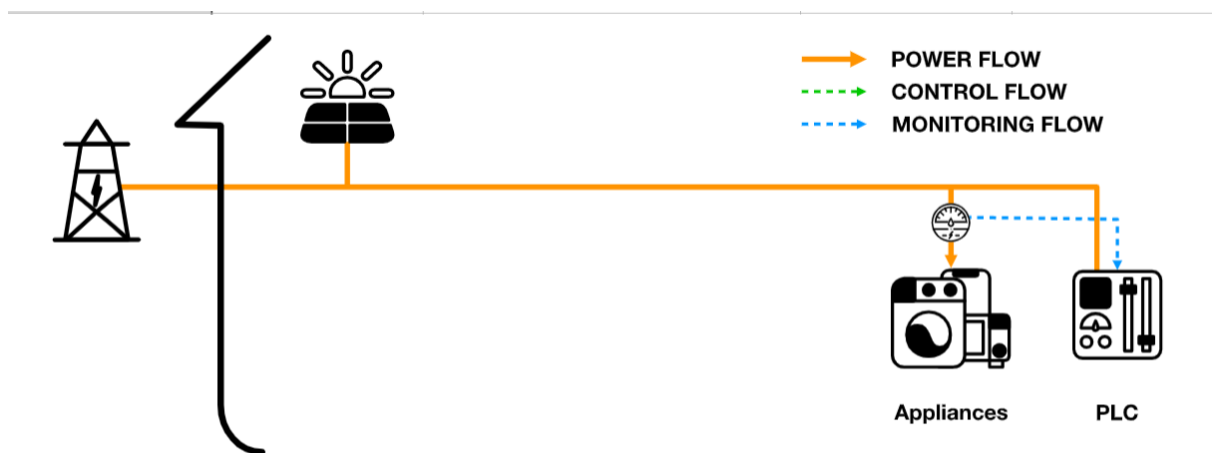 POWER FLOW
CONTROL FLOW
MONITORING FLOW
Appliances
PLC